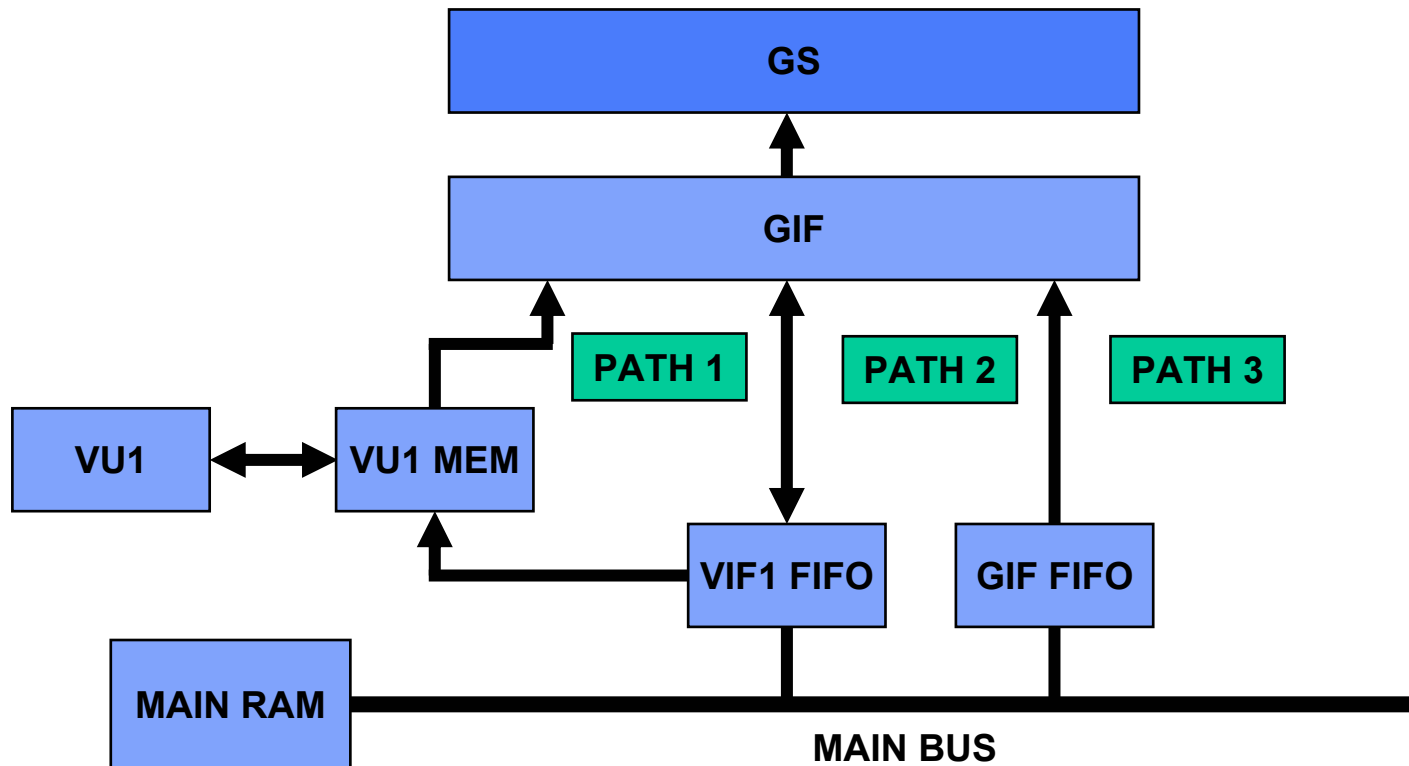 GS
GIF
PATH 1
PATH 2
PATH 3
VU1
VU1 MEM
VIF1 FIFO
GIF FIFO
MAIN RAM
MAIN BUS